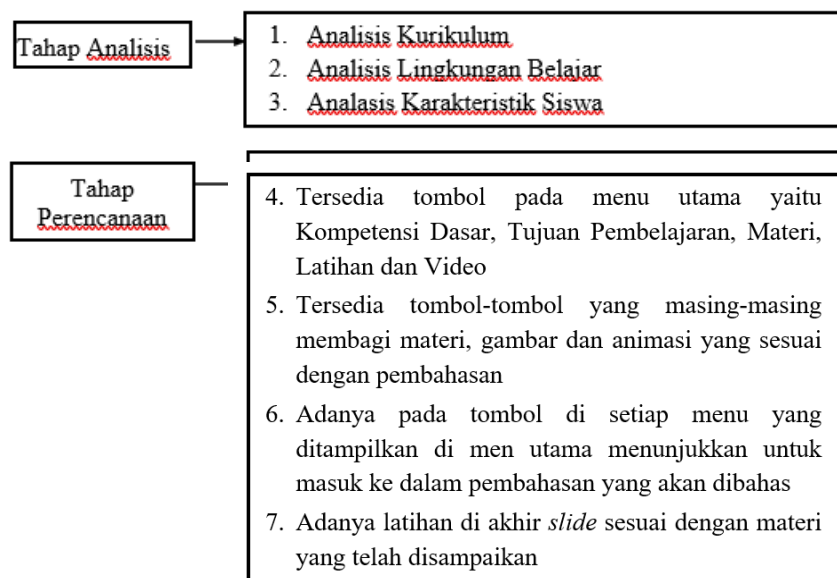 Tahap Analisis
1. Analisis Kurikulum
2. Analisis Lingkungan Belajar
3. Analasis Karakteristik Siswa
Tahap
Perencanaan
4. Tersedia tombol pada menu utama yaitu
Kompetensi Dasar, Tujuan Pembelajaran, Materi,
Latihan dan Video
5. Tersedia tombol-tombol yang masing-masing
membagi materi, gambar dan animasi yang sesuai
dengan pembahasan
6. Adanya pada tombol di setiap menu yang
ditampilkan di men utama menunjukkan untuk
masuk ke dalam pembahasan yang akan dibahas
7. Adanya latihan di akhir slide sesuai dengan materi
yang telah disampaikan